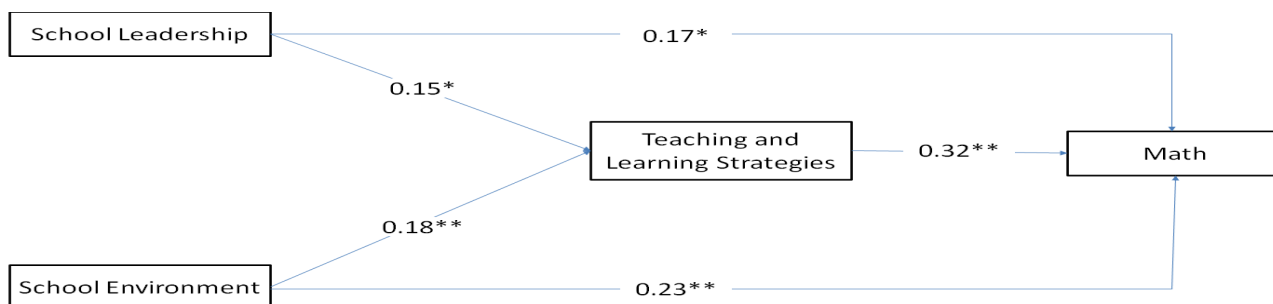 School Leadership
0.17*
0.15*
Teaching and
Learning Strategies
0.32**
Math
0.18**
School Environment
0.23**